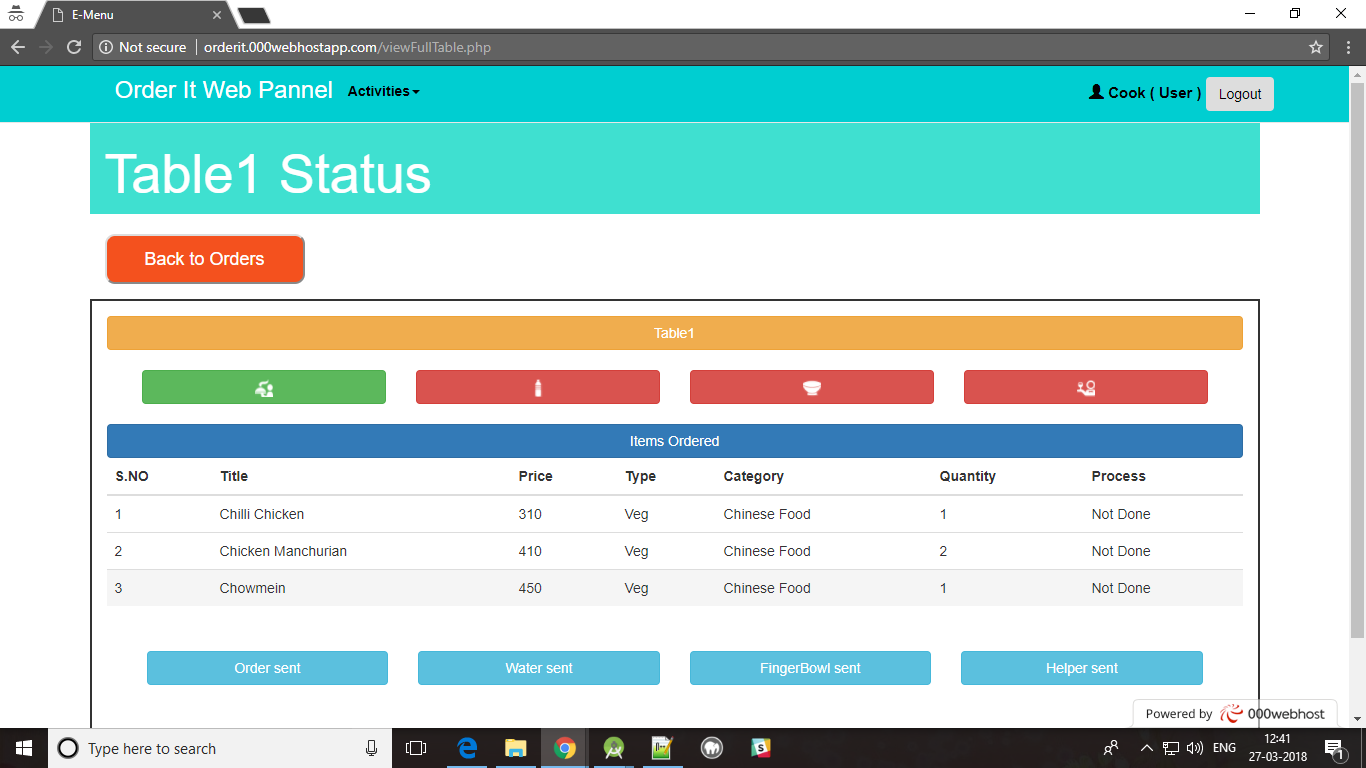 E-Menu
Not secure | orderit.000webhostapp.com/viewFullTable.php
Order It Web Pannel Activities Cook ( User ) Logout
Table1 Status
Back to Orders
Table1
Items Ordered
S.NO Title Price Type Category Quantity Process
1 Chilli Chicken 310 Veg Chinese Food 1 Not Done
2 Chicken Manchurian 410 Veg Chinese Food 2 Not Done
3 Chowmein 450 Veg Chinese Food 1 Not Done
Order sent Water sent FingerBowl sent Helper sent
Powered by 000webhost
Type here to search ENG 12:41
27-03-2018 1